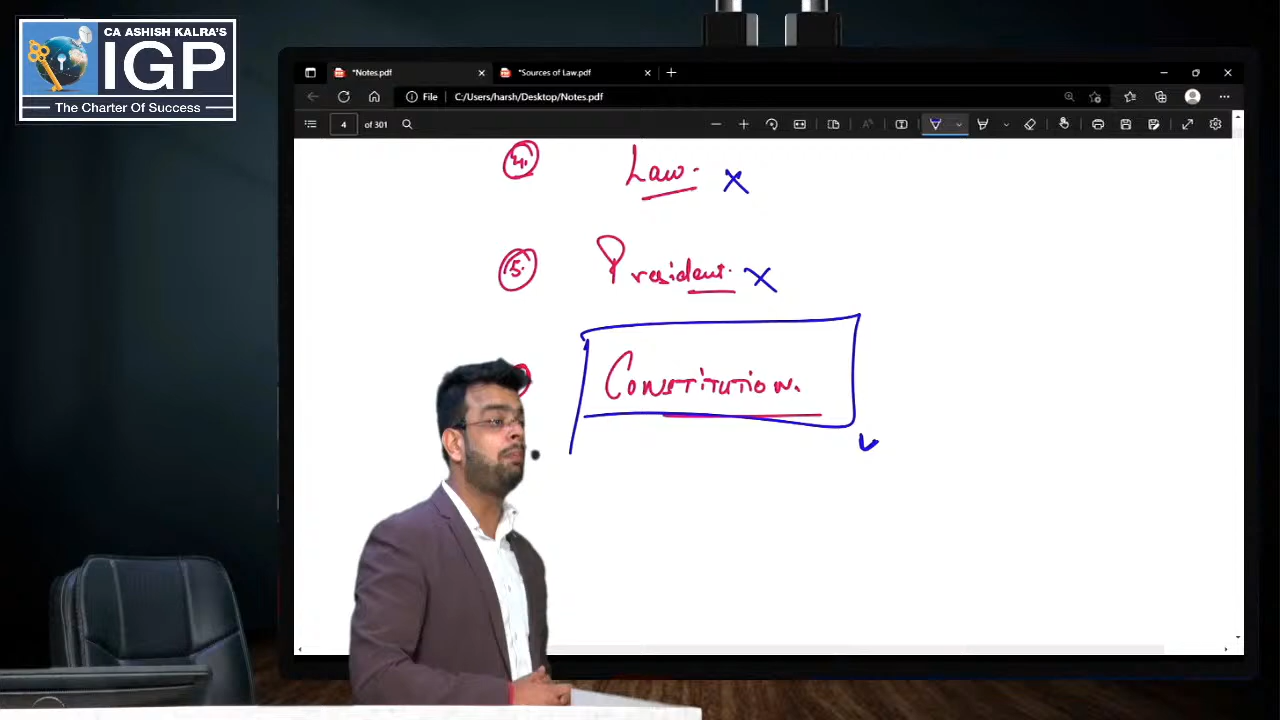 CA ASHISH KALRA'S
IGP
The Charter Of Success
*Notes.pdf
*Sources of Law.pdf
File
C:/Users/harsh/Desktop/Notes.pdf
4 of 301
4. Law.
5. President.
Constitution.